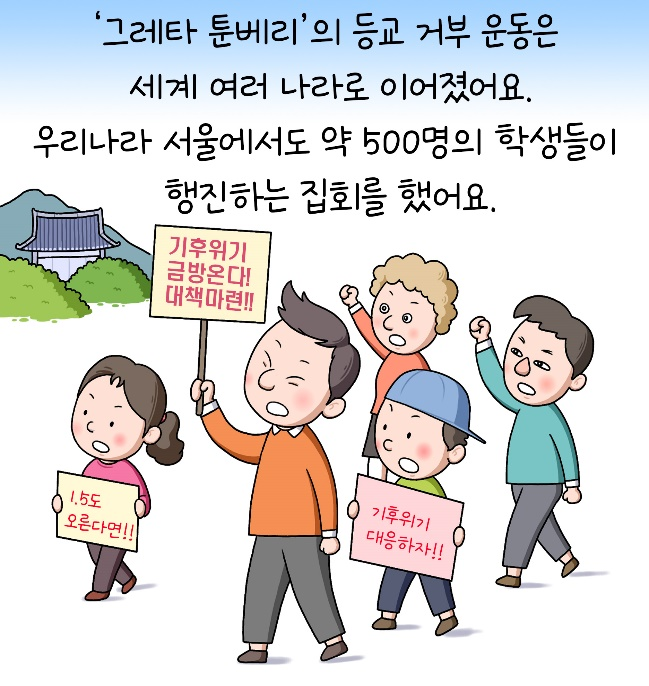 ‘그레타 툰베리’의 등교 거부 운동은
세계 여러 나라로 이어졌어요.
우리나라 서울에서도 약 500명의 학생들이
행진하는 집회를 했어요.
기후위기
금방온다!
대책마련!!
1.5도
오른다면!!
기후위기
대응하자!!